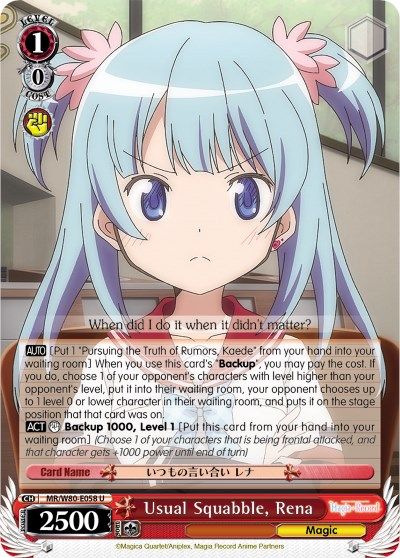 LEVEL
1
0
COST
When did I do it when it didn't matter?
AUTO [Put 1 "Pursuing the Truth of Rumors, Kaede" from your hand into your
waiting room] When you use this card's "Backup", you may pay the cost. If
you do, choose 1 of your opponent's characters with level higher than your
opponent's level, put it into their waiting room, your opponent chooses up
to 1 level 0 or lower character in their waiting room, and puts it on the stage
position that that card was on.
ACT Backup 1000, Level 1 [Put this card from your hand into your
waiting room] (Choose 1 of your characters that is being frontal attacked, and
that character gets +1000 power until end of turn)
Card Name いつもの言い合い レナ
CH MR/W80-E058 U
POWER 2500
Usual Squabble, Rena
Magia Record
Magic
©Magica Quartet/Aniplex, Magia Record Anime Partners